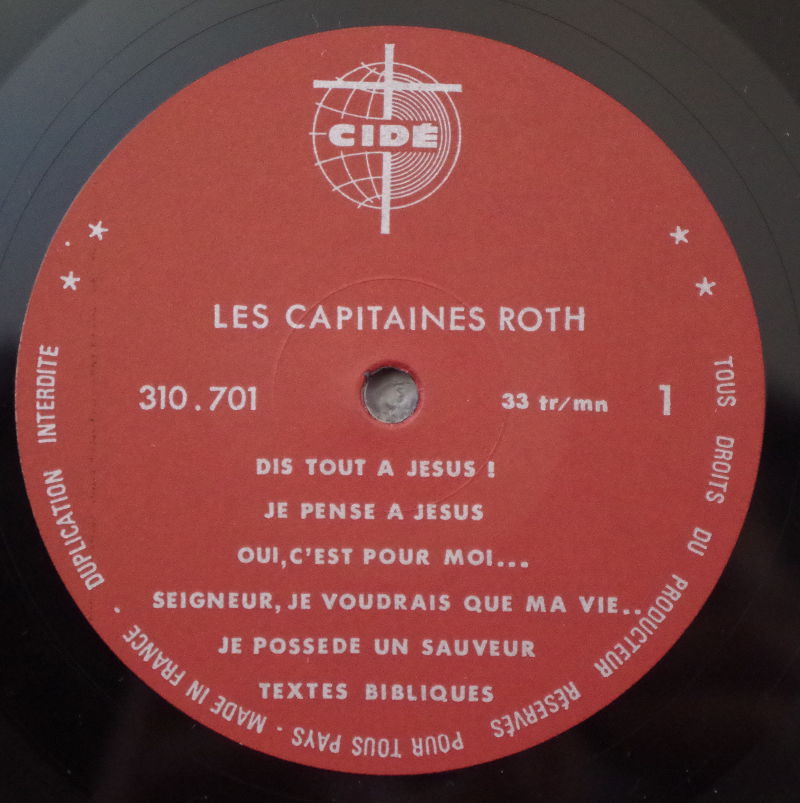 CIDÉ
LES CAPITAINES ROTH
310.701
33 tr/mn
1
DIS TOUT A JESUS !
JE PENSE A JESUS
OUI, C'EST POUR MOI...
SEIGNEUR, JE VOUDRAIS QUE MA VIE..
JE POSSEDE UN SAUVEUR
TEXTES BIBLIQUES
TOUS DROITS DU PRODUCTEUR RÉSERVÉS POUR TOUS PAYS - MADE IN FRANCE - DUPLICATION INTERDITE